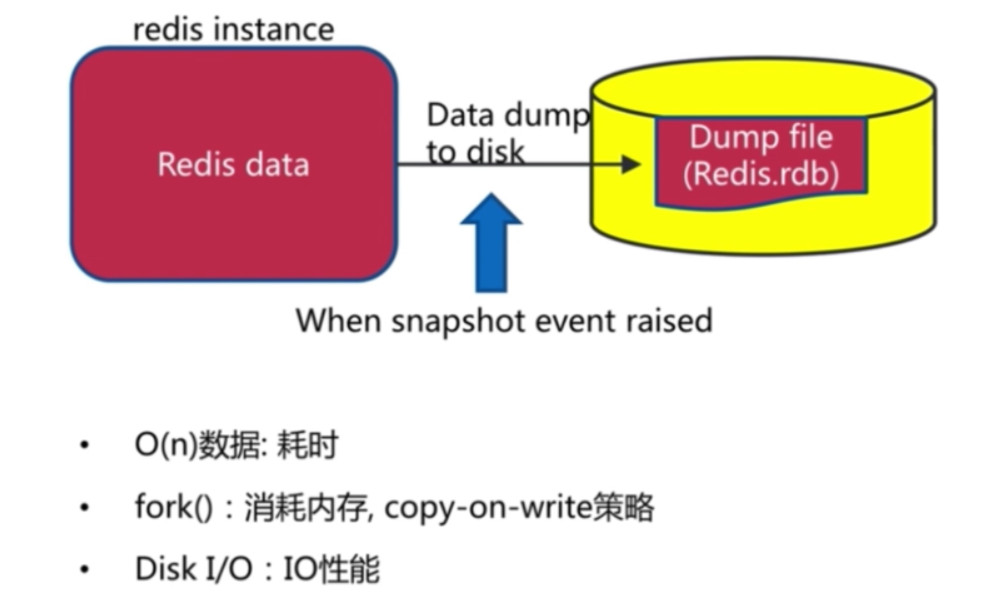 redis instance
Redis data
Data dump
to disk
Dump file
(Redis.rdb)
When snapshot event raised
• O(n)数据: 耗时
• fork()：消耗内存, copy-on-write策略
• Disk I/O：IO性能